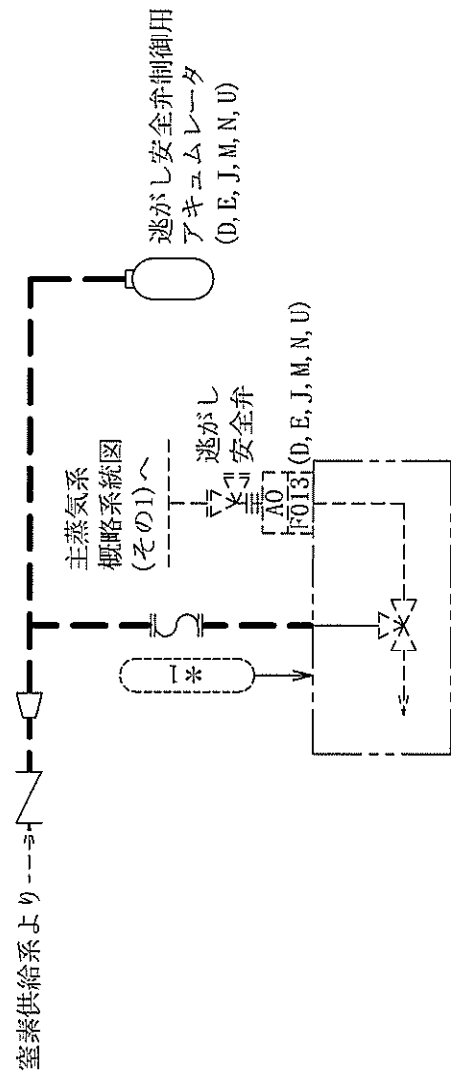 窒素供給系より
主蒸気系
概略系統図
(その1)へ
逃がし
安全弁
AO
F013
(D, E, J, M, N, U)
*1
逃がし安全弁制御用
アキュムレータ
(D, E, J, M, N, U)